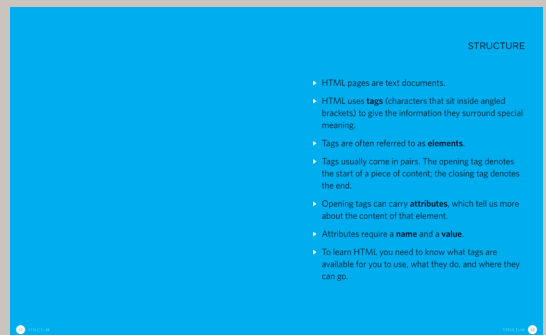 STRUCTURE
HTML pages are text documents.
HTML uses tags (characters that sit inside angled
brackets) to give the information they surround special
meaning.
Tags are often referred to as elements.
Tags usually come in pairs. The opening tag denotes
the start of a piece of content; the closing tag denotes
the end.
Opening tags can carry attributes, which tell us more
about the content of that element.
Attributes require a name and a value.
To learn HTML you need to know what tags are
available for you to use, what they do, and where they
can go.
STRUCTURE
STRUCTURE